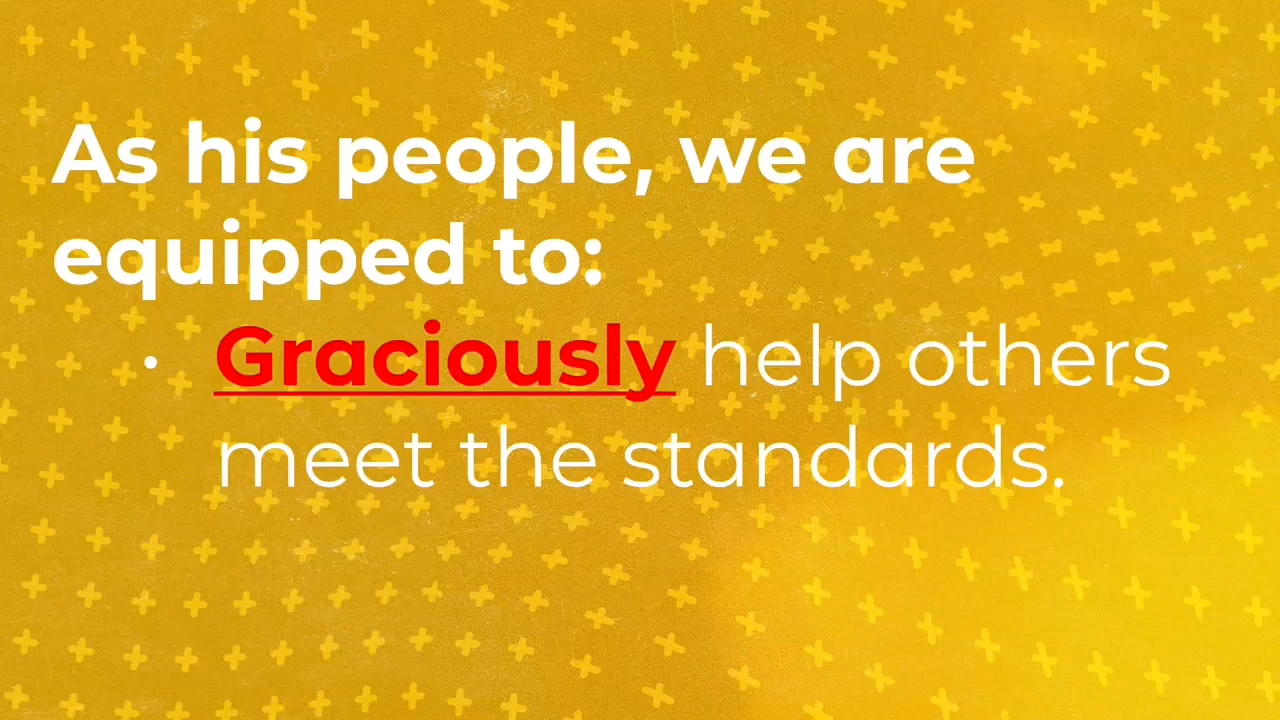 As his people, we are
equipped to:
• Graciously help others
meet the standards.